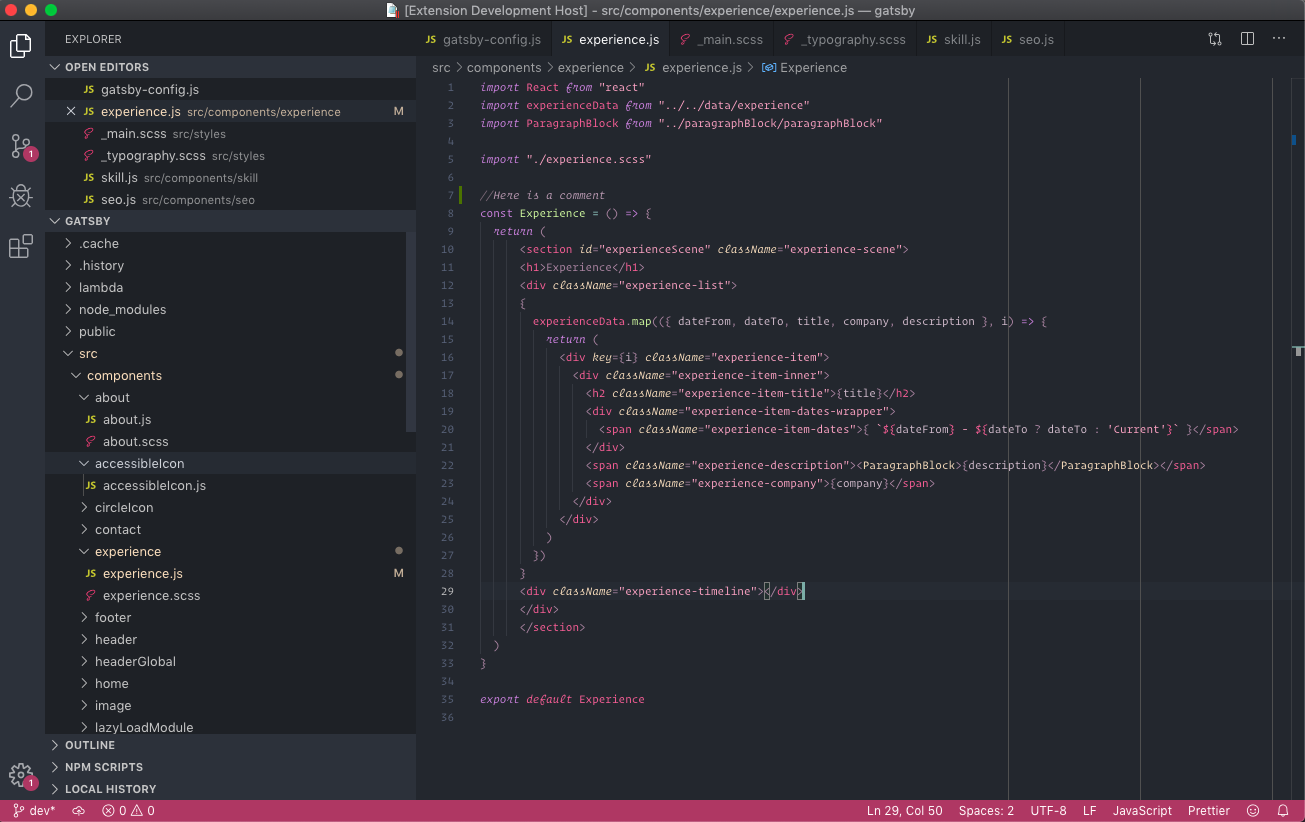 [Extension Development Host] - src/components/experience/experience.js — gatsby
EXPLORER
OPEN EDITORS
JS gatsby-config.js
JS experience.js src/components/experience M
_main.scss src/styles
_typography.scss src/styles
JS skill.js src/components/skill
JS seo.js src/components/seo
GATSBY
.cache
.history
lambda
node_modules
public
src
components
about
JS about.js
about.scss
accessibleIcon
JS accessibleIcon.js
circleIcon
contact
experience
JS experience.js M
experience.scss
footer
header
headerGlobal
home
image
lazyLoadModule
OUTLINE
NPM SCRIPTS
LOCAL HISTORY
1
1
JS gatsby-config.js JS experience.js _main.scss _typography.scss JS skill.js JS seo.js
src > components > experience > JS experience.js > Experience
1 import React from "react"
2 import experienceData from "../../data/experience"
3 import ParagraphBlock from "../paragraphBlock/paragraphBlock"
4
5 import "./experience.scss"
6
7 //Here is a comment
8 const Experience = () => {
9 return (
10 <section id="experienceScene" className="experience-scene">
11 <h1>Experience</h1>
12 <div className="experience-list">
13 {
14 experienceData.map(({ dateFrom, dateTo, title, company, description }, i) => {
15 return (
16 <div key={i} className="experience-item">
17 <div className="experience-item-inner">
18 <h2 className="experience-item-title">{title}</h2>
19 <div className="experience-item-dates-wrapper">
20 <span className="experience-item-dates">{ `${dateFrom} - ${dateTo ? dateTo : 'Current'}` }</span>
21 </div>
22 <span className="experience-description"><ParagraphBlock>{description}</ParagraphBlock></span>
23 <span className="experience-company">{company}</span>
24 </div>
25 </div>
26 )
27 })
28 }
29 <div className="experience-timeline"></div>
30 </div>
31 </section>
32 )
33 }
34
35 export default Experience
36
dev* 0 0 Ln 29, Col 50 Spaces: 2 UTF-8 LF JavaScript Prettier